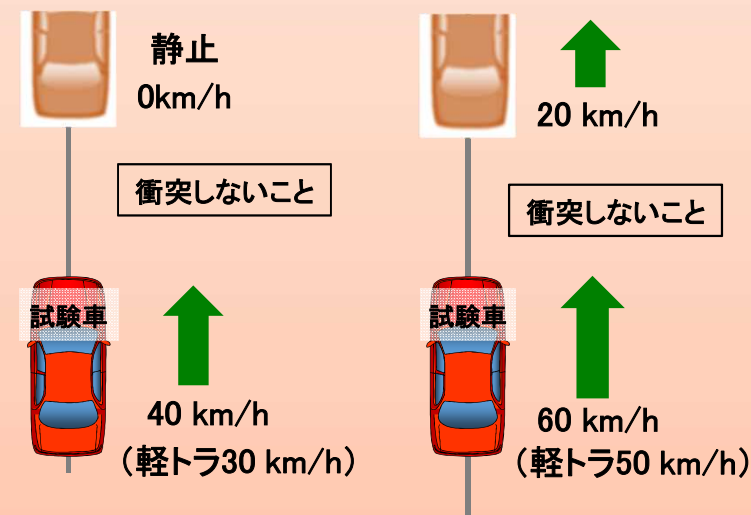 静止
0km/h
衝突しないこと
試験車
40 km/h
（軽トラ30 km/h）
20 km/h
衝突しないこと
試験車
60 km/h
（軽トラ50 km/h）